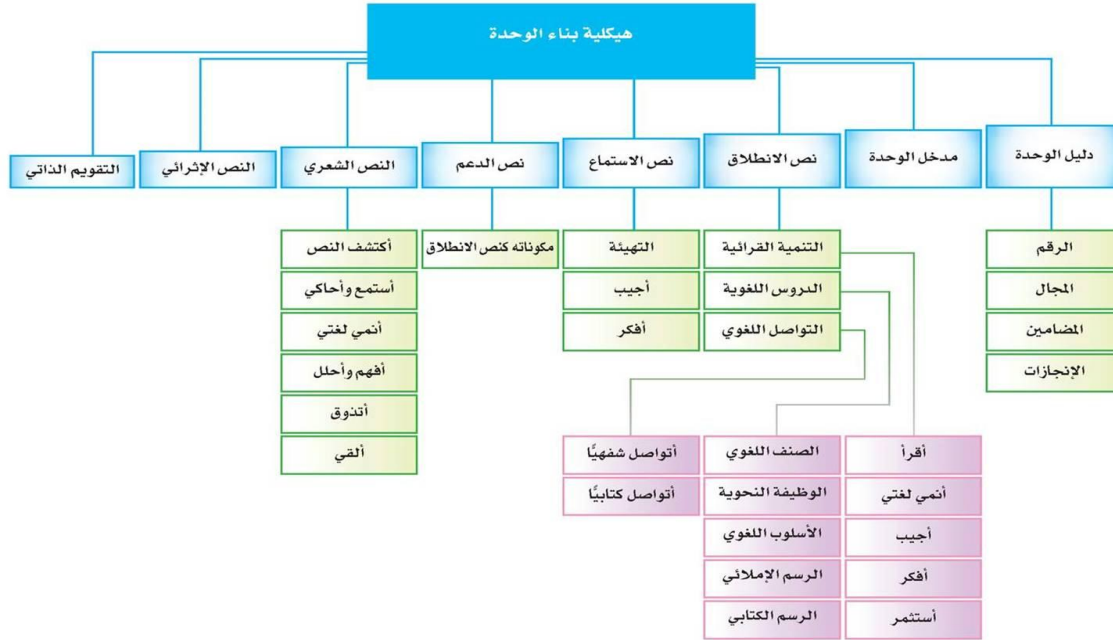 هيكلية بناء الوحدة
دليل الوحدة
مدخل الوحدة
نص الانطلاق
نص الاستماع
نص الدعم
النص الشعري
النص الإثرائي
التقويم الذاتي
الرقم
المجال
المضامين
الإنجازات
التنمية القرائية
الدروس اللغوية
التواصل اللغوي
التهيئة
أجيب
أفكر
مكوناته كنص الانطلاق
أكتشف النص
أستمع وأحاكي
أنمي لغتي
أفهم وأحلل
أتذوق
ألقي
أقرأ
أنمي لغتي
أجيب
أفكر
أستثمر
الصنف اللغوي
الوظيفة النحوية
الأسلوب اللغوي
الرسم الإملائي
الرسم الكتابي
أتواصل شفهيًّا
أتواصل كتابيًّا